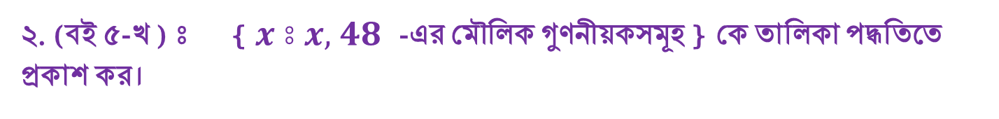 ২. (বই ৫-খ ) ঃ { x ঃ x, 48 -এর মৌলিক গুণনীয়কসমূহ } কে তালিকা পদ্ধতিতে
প্রকাশ কর।